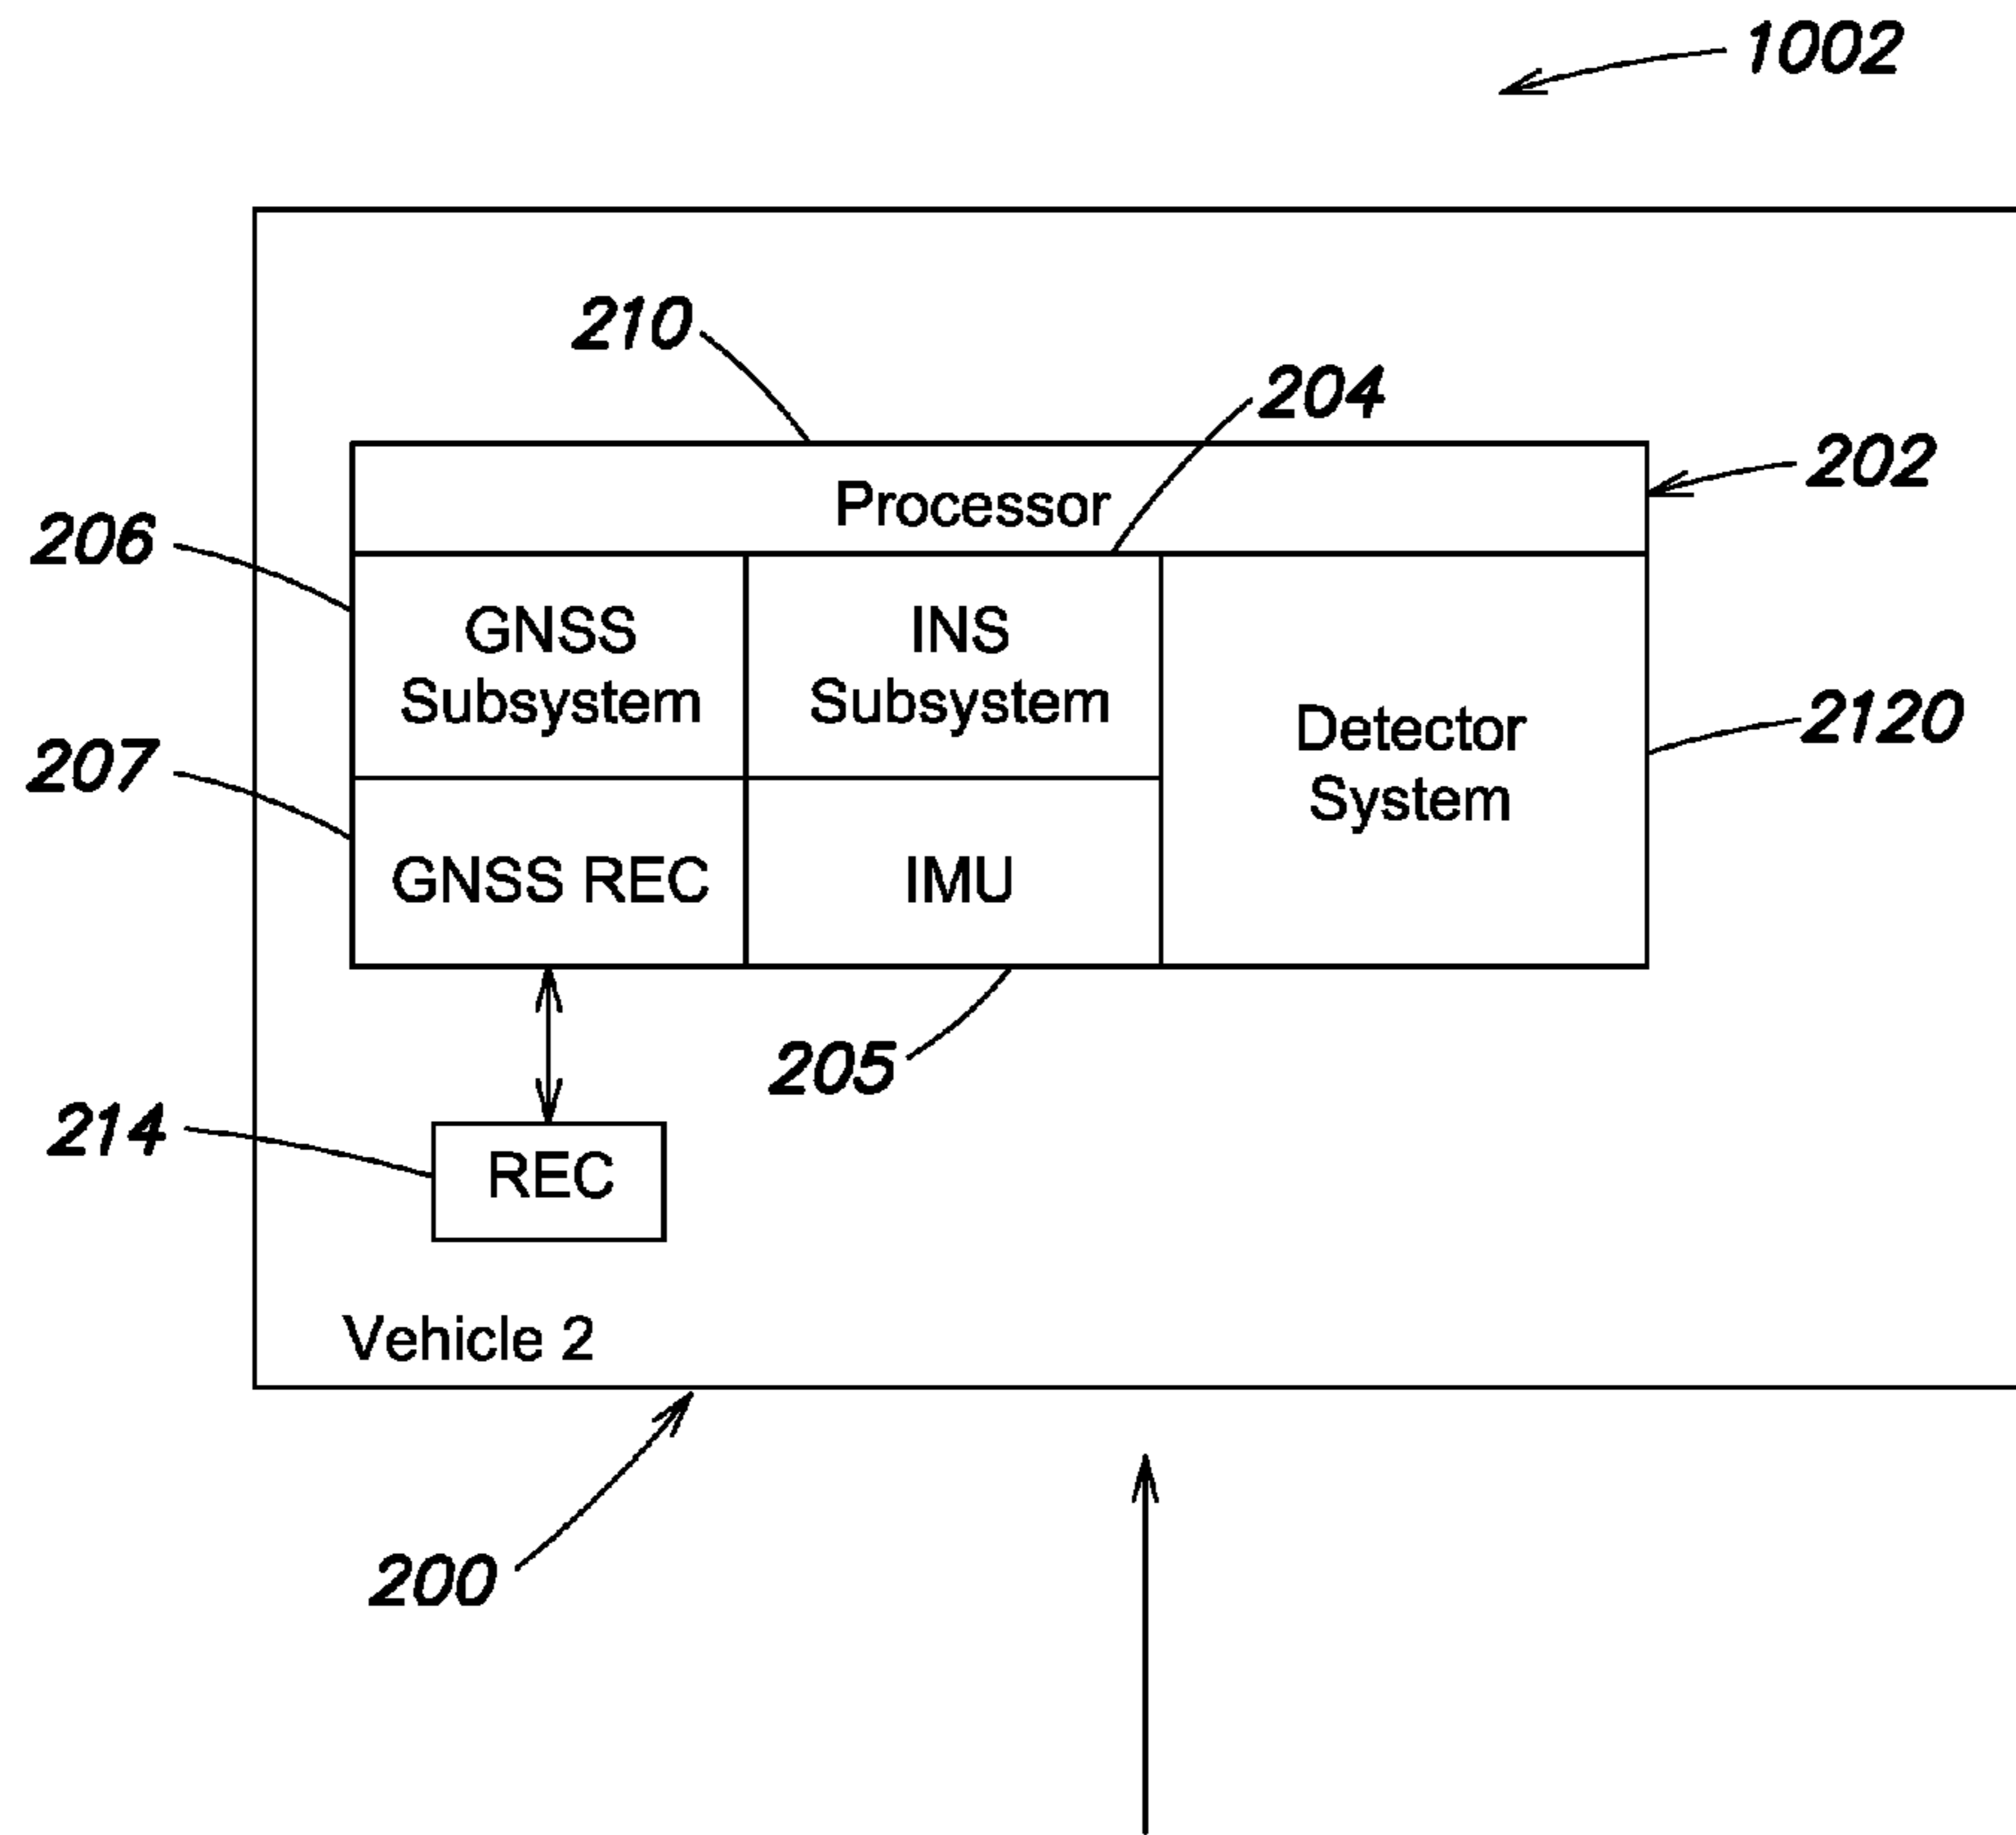 1002
210
204
202
Processor
206
GNSS
Subsystem
INS
Subsystem
2120
Detector
System
207
GNSS REC
IMU
205
214
REC
Vehicle 2
200